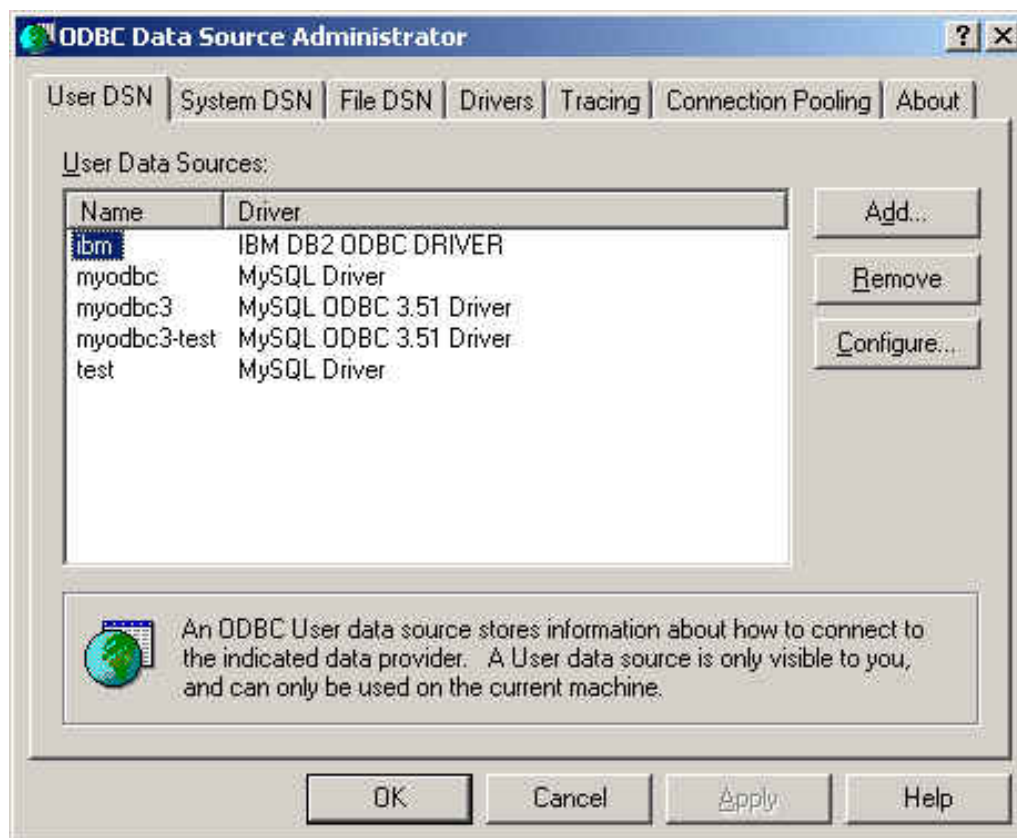 ODBC Data Source Administrator
User DSN System DSN File DSN Drivers Tracing Connection Pooling About
User Data Sources:
Name Driver
ibm IBM DB2 ODBC DRIVER
myodbc MySQL Driver
myodbc3 MySQL ODBC 3.51 Driver
myodbc3-test MySQL ODBC 3.51 Driver
test MySQL Driver
Add...
Remove
Configure...
An ODBC User data source stores information about how to connect to
the indicated data provider. A User data source is only visible to you,
and can only be used on the current machine.
OK Cancel Apply Help